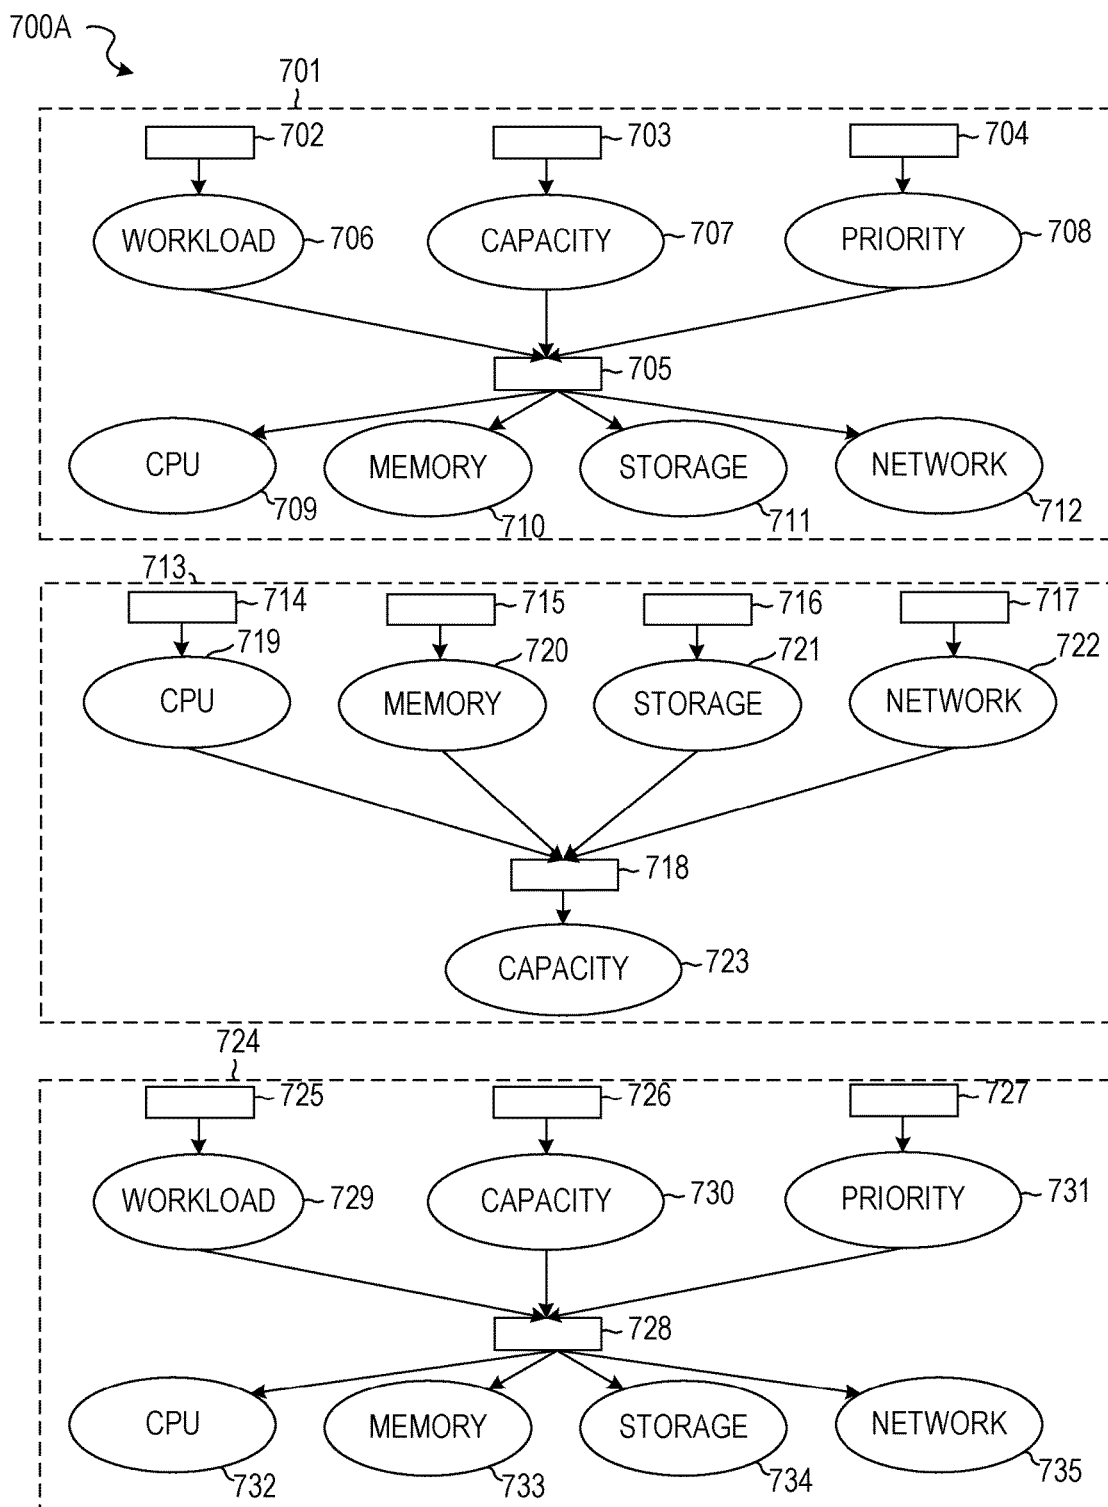 700A
701
702 703 704
WORKLOAD 706 CAPACITY 707 PRIORITY 708
705
CPU MEMORY STORAGE NETWORK
709 710 711 712
713
714 715 716 717
719 720 721 722
CPU MEMORY STORAGE NETWORK
718
CAPACITY 723
724
725 726 727
WORKLOAD 729 CAPACITY 730 PRIORITY 731
728
CPU MEMORY STORAGE NETWORK
732 733 734 735